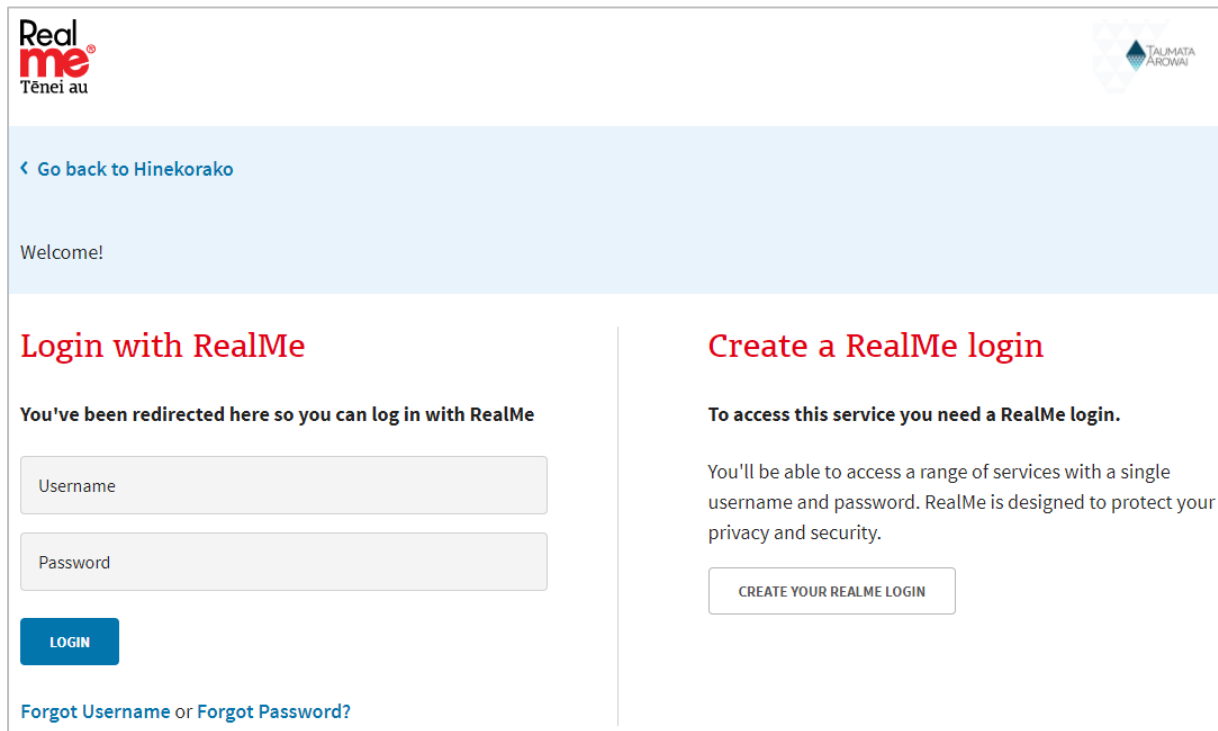 Real
me®
Tēnei au
TAUMATA
AROWAI
Go back to Hinekorako
Welcome!
Login with RealMe
You've been redirected here so you can log in with RealMe
Username
Password
LOGIN
Forgot Username or Forgot Password?
Create a RealMe login
To access this service you need a RealMe login.
You'll be able to access a range of services with a single
username and password. RealMe is designed to protect your
privacy and security.
CREATE YOUR REALME LOGIN